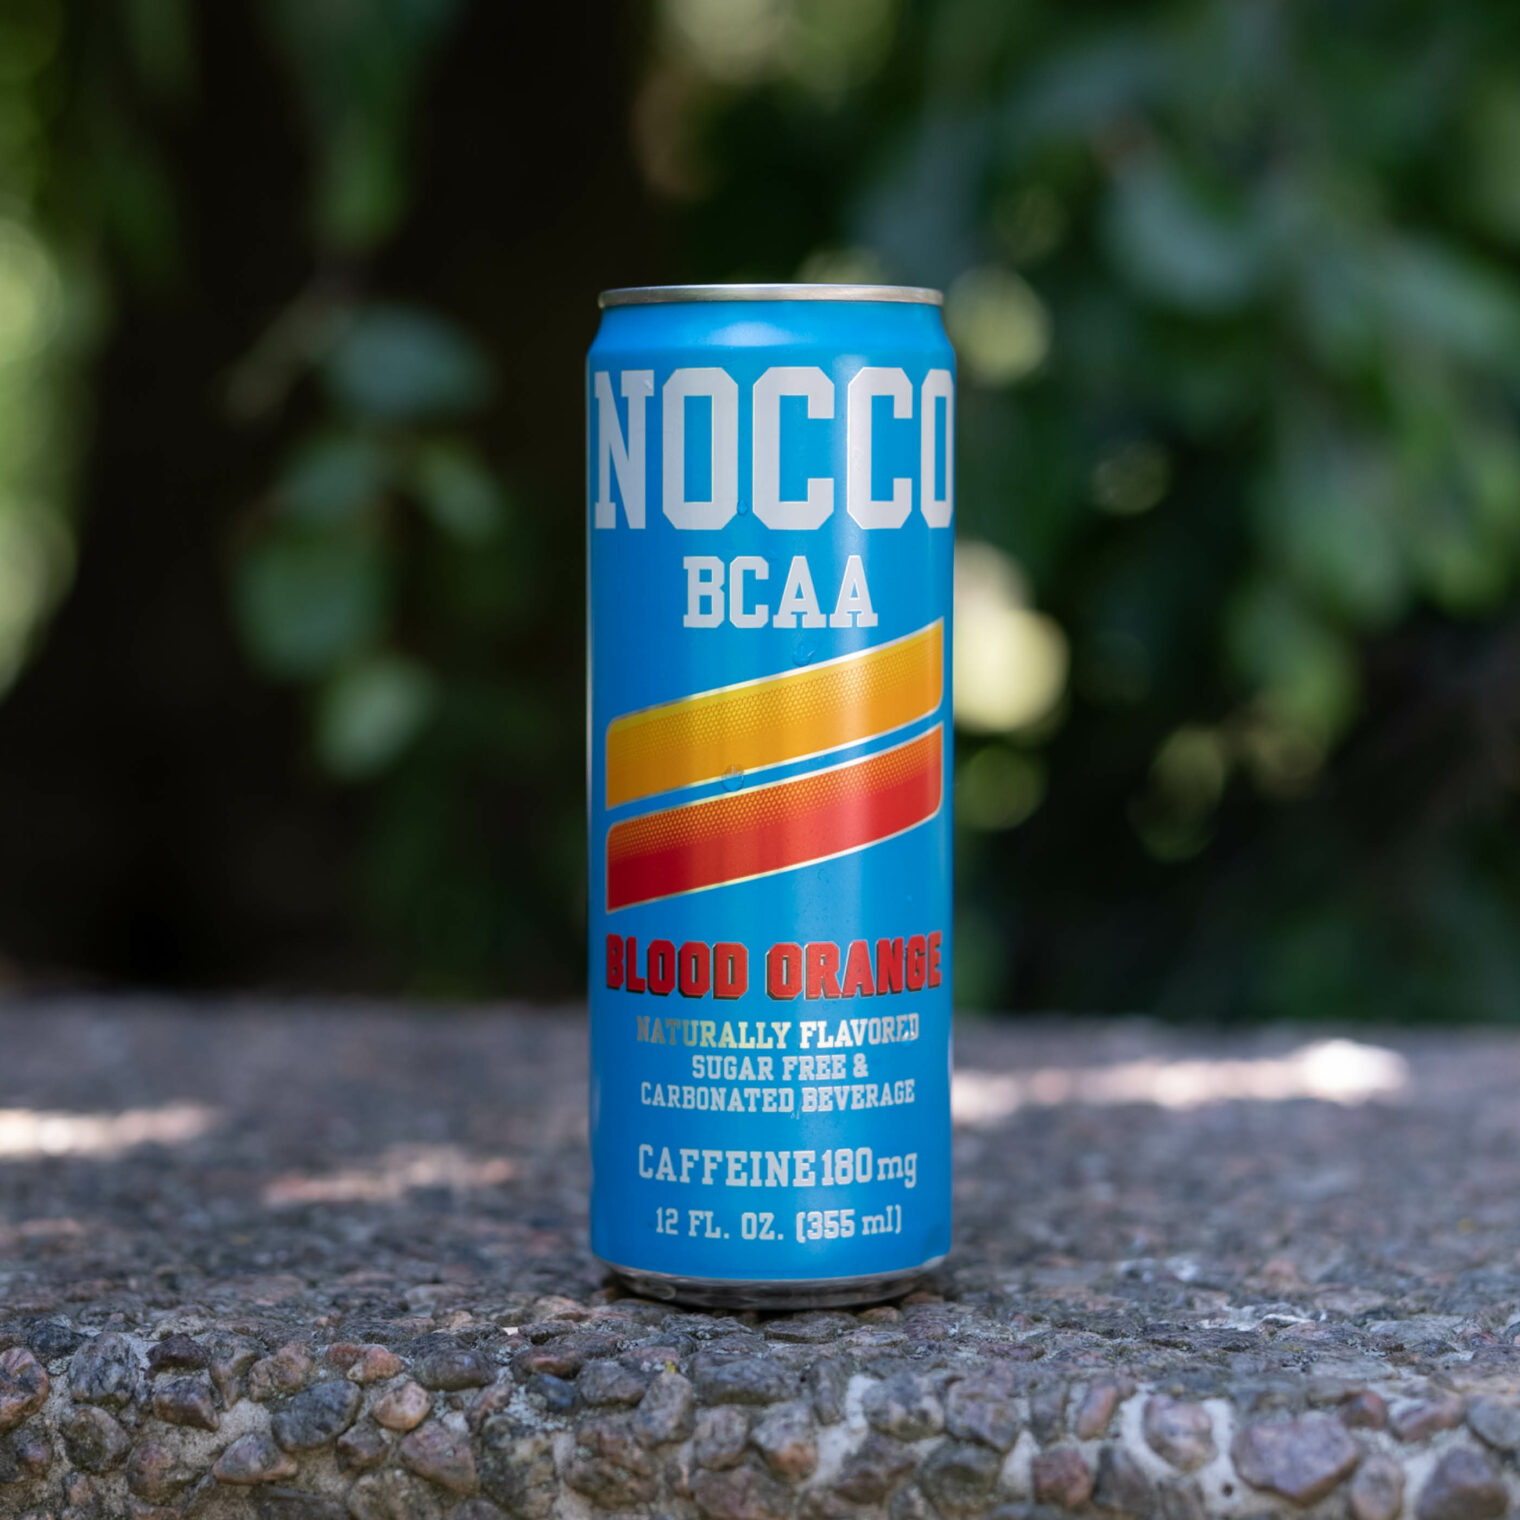 NOCCO
BCAA
BLOOD ORANGE
NATURALLY FLAVORED
SUGAR FREE &
CARBONATED BEVERAGE
CAFFEINE 180 mg
12 FL. OZ. (355 ml)